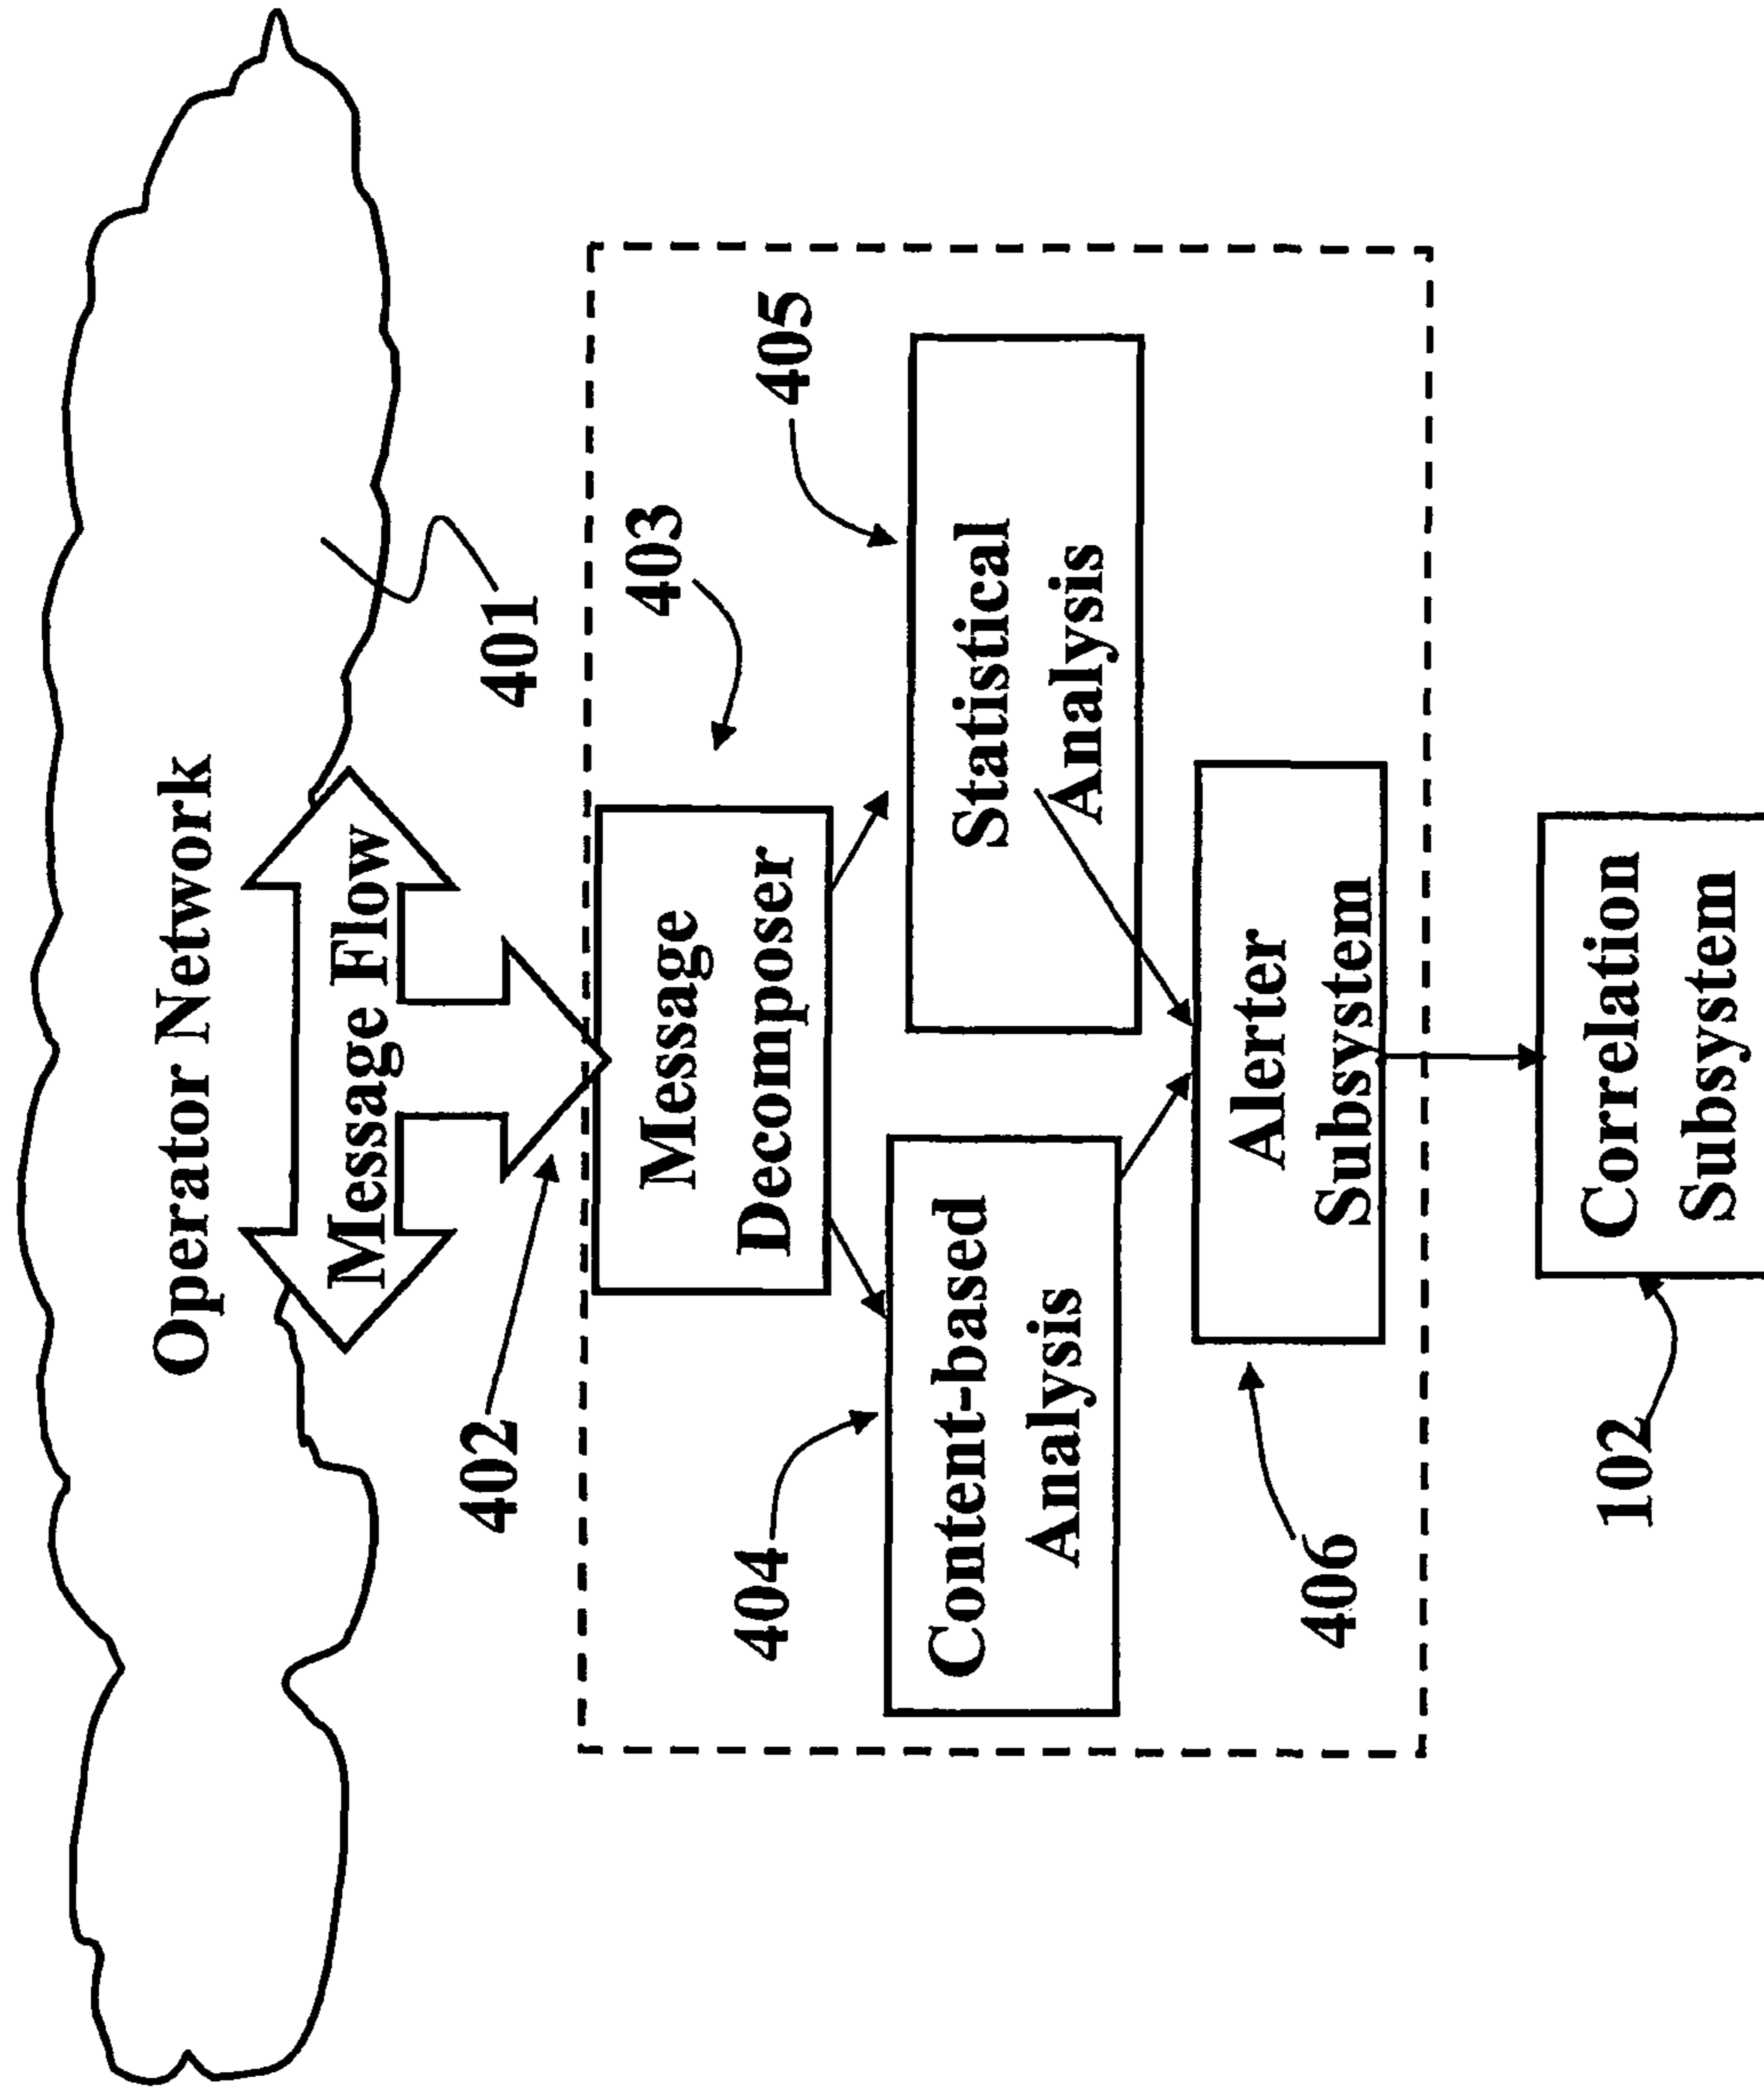 Operator Network
Message Flow
401
402
403
Message
Decomposer
404
405
Content-based
Analysis
Statistical
Analysis
406
Alerter
Subsystem
102
Correlation
Subsystem